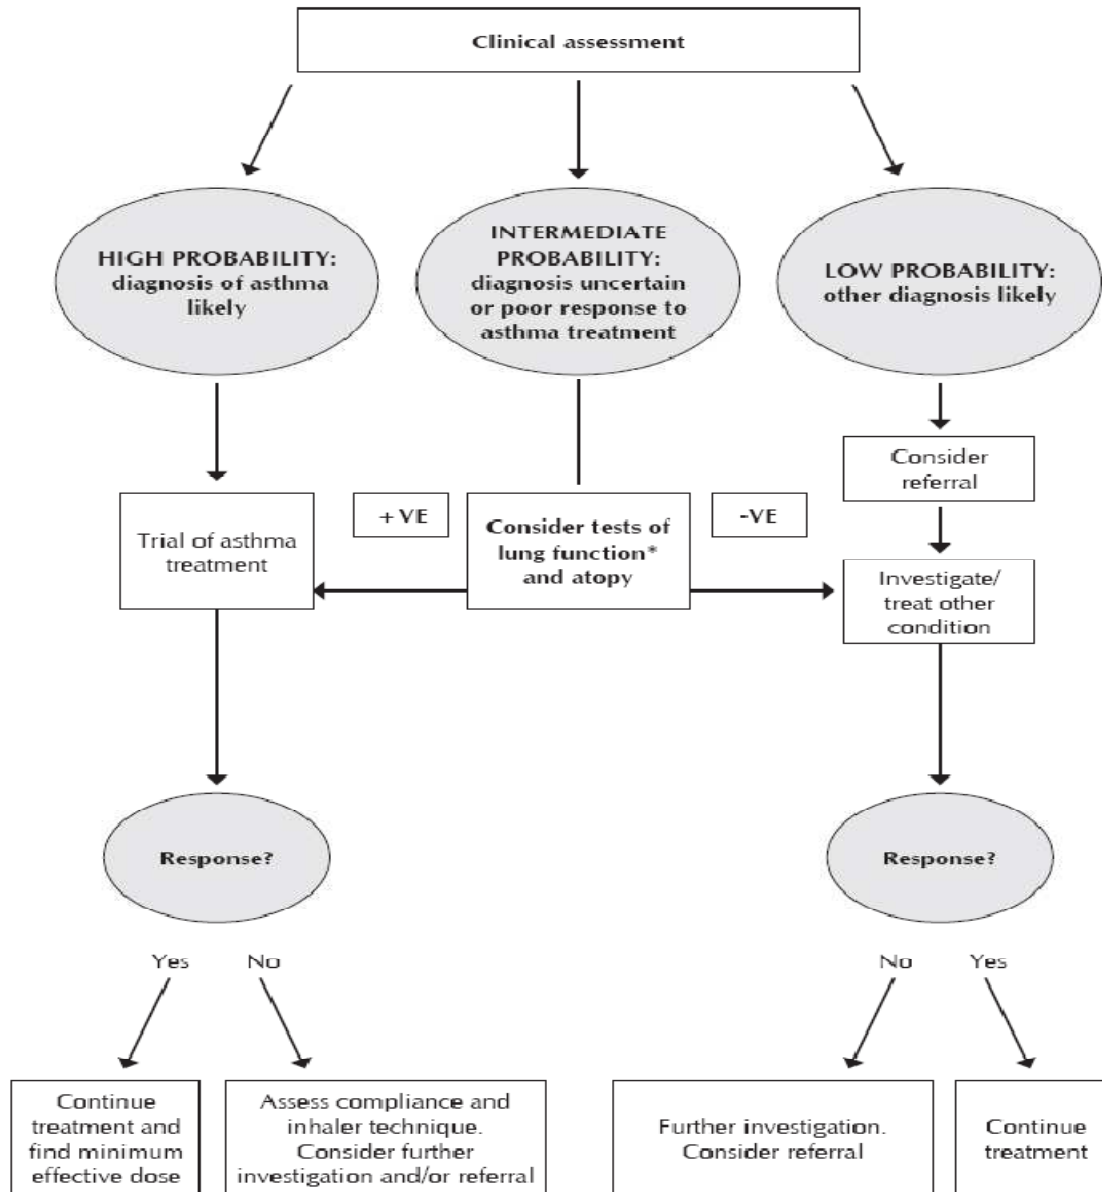 Clinical assessment
HIGH PROBABILITY:
diagnosis of asthma
likely
INTERMEDIATE
PROBABILITY:
diagnosis uncertain
or poor response to
asthma treatment
LOW PROBABILITY:
other diagnosis likely
Consider
referral
Trial of asthma
treatment
+VE
Consider tests of
lung function*
and atopy
-VE
Investigate/
treat other
condition
Response?
Response?
Yes
No
No
Yes
Continue
treatment and
find minimum
effective dose
Assess compliance and
inhaler technique.
Consider further
investigation and/or referral
Further investigation.
Consider referral
Continue
treatment